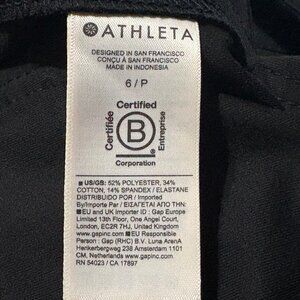 ATHLETA
DESIGNED IN SAN FRANCISCO
CONÇU À SAN FRANCISCO
MADE IN INDONESIA
6 / P
Certified
Certifiée
B
Entreprise
Corporation
■ US/GB: 52% POLYESTER, 34%
COTTON, 14% SPANDEX / ELASTANE
DISTRIBUIDO POR / Imported
By/Importe Par / ΕΙΣΑΓΕΤΑΙ ΑΠΟ ΤΗΝ:
■ EU and UK Importer ID : Gap Europe
Limited 13th Floor, One Angel Court,
London, EC2R 7HJ, United Kingdom
www.gapinc.com ■ EU Responsible
Person : Gap (RHC) B.V. Luna ArenA
Herikerbergweg 238 Amsterdam 1101
CM, Netherlands www.gapinc.com
RN 54023 / CA 17897